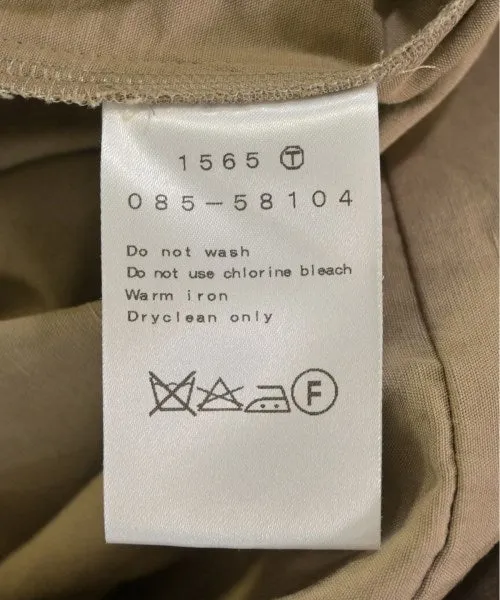 1565 Ⓣ
085-58104
Do not wash
Do not use chlorine bleach
Warm iron
Dryclean only
F